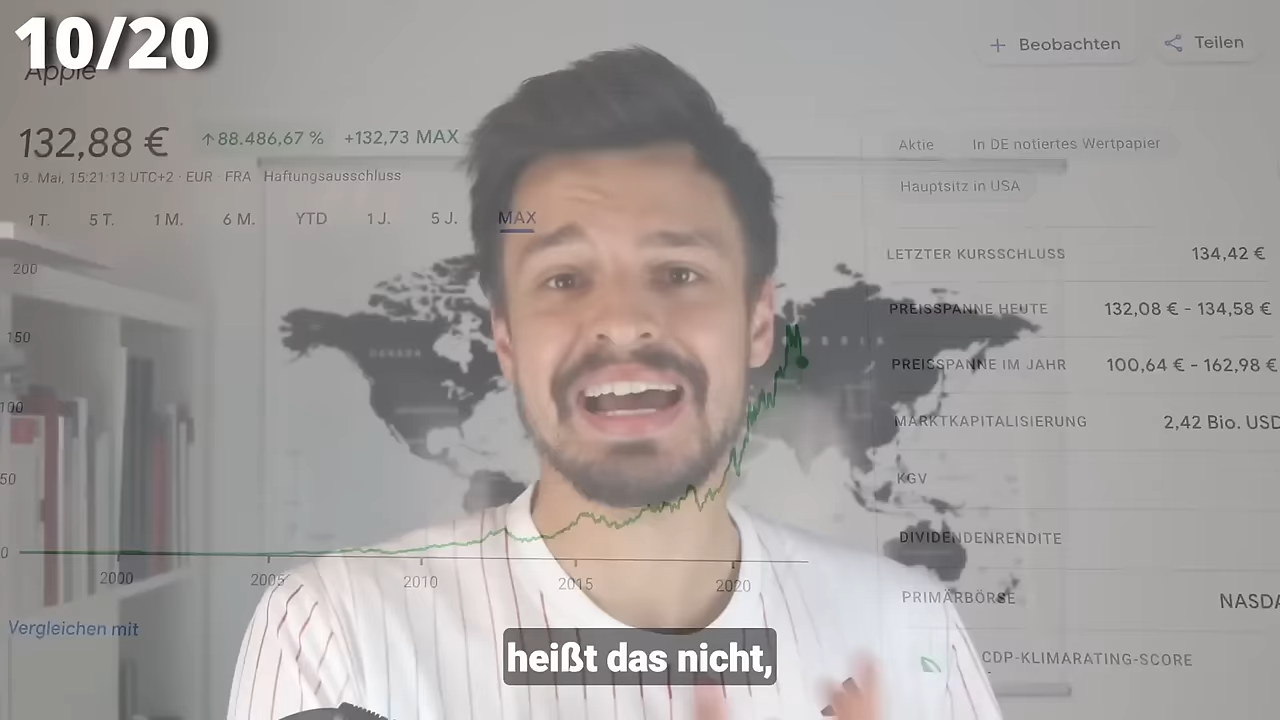 10/20
Apple
+ Beobachten
Teilen
132,88 €
↑88.486,67 %
+132,73 MAX
19. Mai, 15:21:13 UTC+2 · EUR · FRA
Haftungsausschluss
1 T.
5 T.
1 M.
6 M.
YTD
1 J.
5 J.
MAX
Aktie
In DE notiertes Wertpapier
Hauptsitz in USA
LETZTER KURSSCHLUSS
134,42 €
PREISSPANNE HEUTE
132,08 € - 134,58 €
PREISSPANNE IM JAHR
100,64 € - 162,98 €
MARKTKAPITALISIERUNG
2,42 Bio. USD
KGV
DIVIDENDENRENDITE
PRIMÄRBÖRSE
NASDA
CDP-KLIMARATING-SCORE
200
150
100
50
0
2000
2005
2010
2015
2020
CANADA
Vergleichen mit
heißt das nicht,